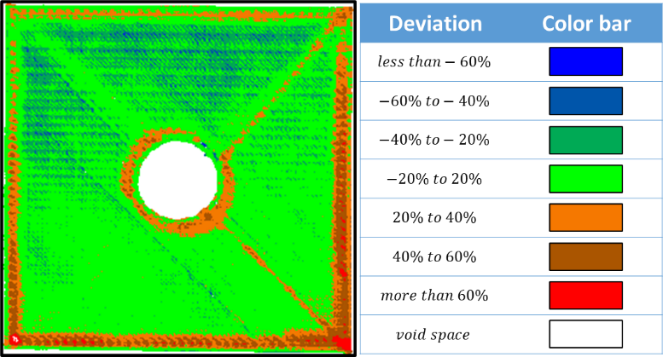 Deviation Color bar
less than − 60%
−60% to − 40%
−40% to − 20%
−20% to 20%
20% to 40%
40% to 60%
more than 60%
void space